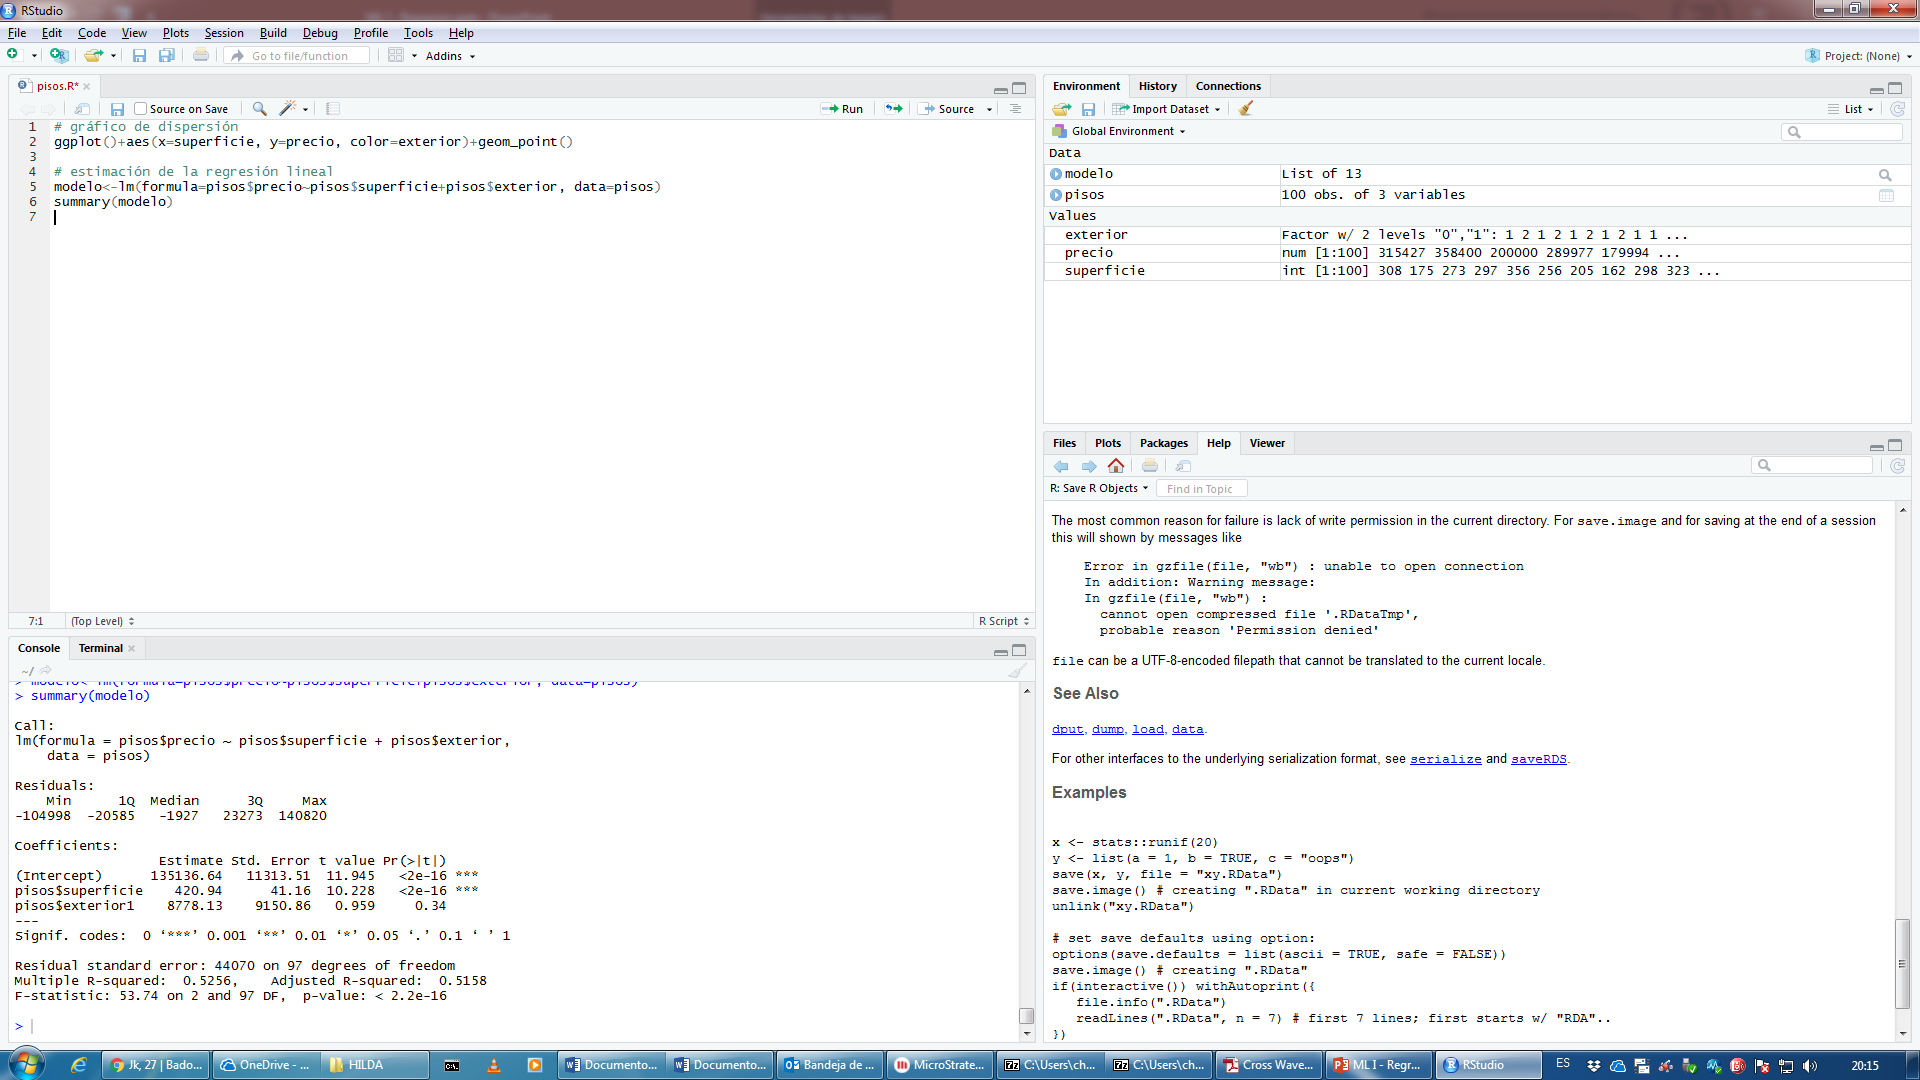 RStudio
File Edit Code View Plots Session Build Debug Profile Tools Help
Go to file/function Addins Project: (None)
pisos.R*
Source on Save Run Source
1 # gráfico de dispersión
2 ggplot()+aes(x=superficie, y=precio, color=exterior)+geom_point()
3
4 # estimación de la regresión lineal
5 modelo<-lm(formula=pisos$precio~pisos$superficie+pisos$exterior, data=pisos)
6 summary(modelo)
7
7:1 (Top Level) R Script
Console Terminal
~/
> modelo<-lm(formula=pisos$precio~pisos$superficie+pisos$exterior, data=pisos)
> summary(modelo)
Call:
lm(formula = pisos$precio ~ pisos$superficie + pisos$exterior,
data = pisos)
Residuals:
Min 1Q Median 3Q Max
-104998 -20585 -1927 23273 140820
Coefficients:
Estimate Std. Error t value Pr(>|t|)
(Intercept) 135136.64 11313.51 11.945 <2e-16 ***
pisos$superficie 420.94 41.16 10.228 <2e-16 ***
pisos$exterior1 8778.13 9150.86 0.959 0.34
---
Signif. codes: 0 ‘***’ 0.001 ‘**’ 0.01 ‘*’ 0.05 ‘.’ 0.1 ‘ ’ 1
Residual standard error: 44070 on 97 degrees of freedom
Multiple R-squared: 0.5256, Adjusted R-squared: 0.5158
F-statistic: 53.74 on 2 and 97 DF, p-value: < 2.2e-16
>
Environment History Connections
Import Dataset List
Global Environment
Data
modelo List of 13
pisos 100 obs. of 3 variables
Values
exterior Factor w/ 2 levels "0","1": 1 2 1 2 1 2 1 2 1 1 ...
precio num [1:100] 315427 358400 200000 289977 179994 ...
superficie int [1:100] 308 175 273 297 356 256 205 162 298 323 ...
Files Plots Packages Help Viewer
R: Save R Objects Find in Topic
The most common reason for failure is lack of write permission in the current directory. For save.image and for saving at the end of a session
this will shown by messages like
Error in gzfile(file, "wb") : unable to open connection
In addition: Warning message:
In gzfile(file, "wb") :
cannot open compressed file '.RDataTmp',
probable reason 'Permission denied'
file can be a UTF-8-encoded filepath that cannot be translated to the current locale.
See Also
dput, dump, load, data.
For other interfaces to the underlying serialization format, see serialize and saveRDS.
Examples
x <- stats::runif(20)
y <- list(a = 1, b = TRUE, c = "oops")
save(x, y, file = "xy.RData")
save.image() # creating ".RData" in current working directory
unlink("xy.RData")
# set save defaults using option:
options(save.defaults = list(ascii = TRUE, safe = FALSE))
save.image() # creating ".RData"
if(interactive()) withAutoprint({
file.info(".RData")
readLines(".RData", n = 7) # first 7 lines; first starts w/ "RDA"..
})
Jk, 27 | Bado... OneDrive - ... HILDA Documento... Documento... Bandeja de ... MicroStrate... C:\Users\ch... C:\Users\ch... Cross Wave... ML I - Regr... RStudio ES 20:15